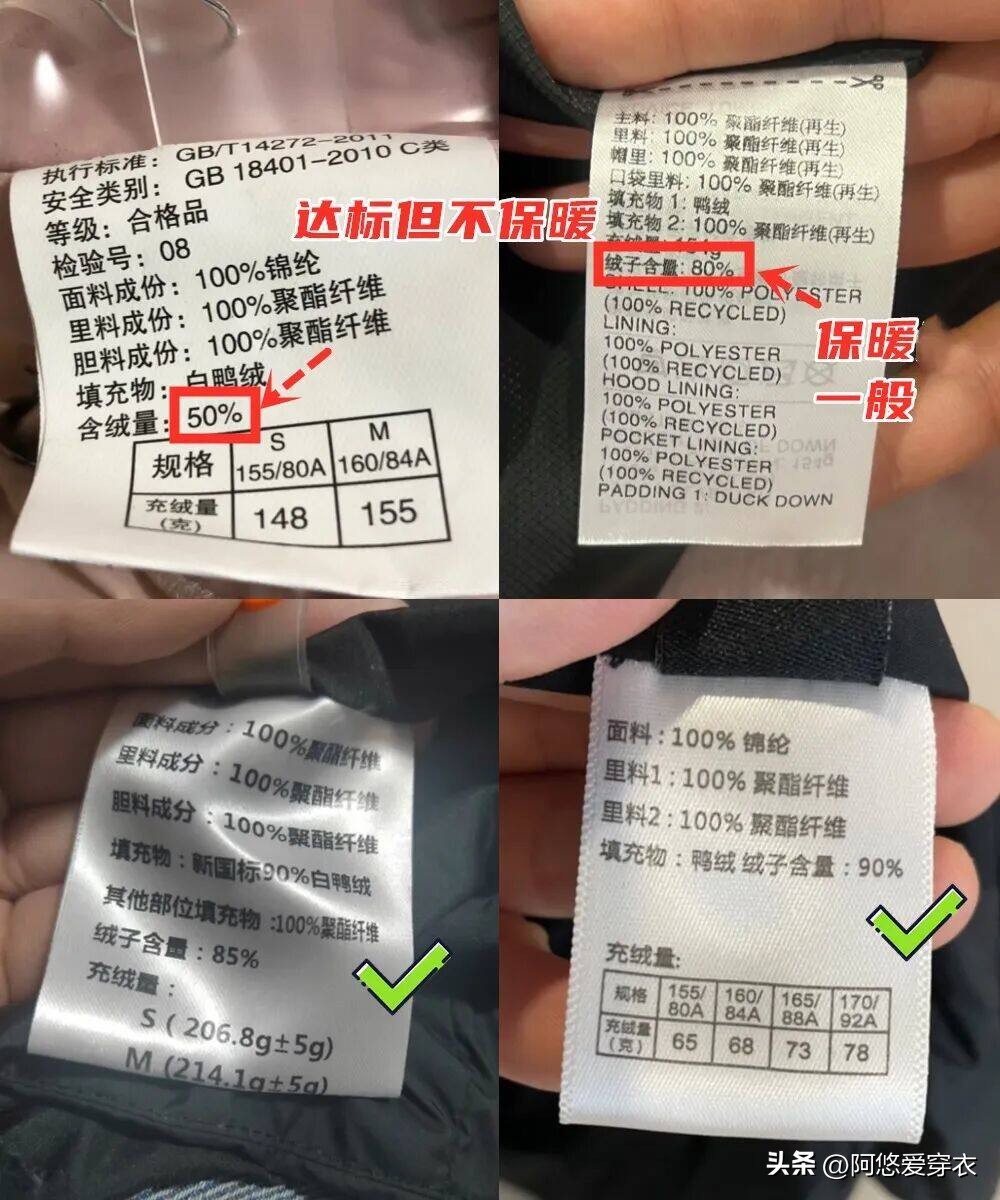 执行标准：GB/T14272-2011
安全类别：GB 18401-2010 C类
等级：合格品
检验号：08
面料成份：100%锦纶
里料成份：100%聚酯纤维
胆料成份：100%聚酯纤维
填充物：白鸭绒
含绒量：50%
规格 S 155/80A M 160/84A
充绒量(克) 148 155
达标但不保暖
主料：100% 聚酯纤维(再生)
里料：100% 聚酯纤维(再生)
帽里：100% 聚酯纤维(再生)
口袋里料：100% 聚酯纤维(再生)
填充物 1：鸭绒
填充物 2：100% 聚酯纤维(再生)
充绒量：154g
绒子含量：80%
SHELL: 100% POLYESTER
(100% RECYCLED)
LINING:
100% POLYESTER
(100% RECYCLED)
HOOD LINING:
100% POLYESTER
(100% RECYCLED)
POCKET LINING:
100% POLYESTER
(100% RECYCLED)
PADDING 1: DUCK DOWN
保暖
一般
面料成分：100%聚酯纤维
里料成分：100%聚酯纤维
胆料成分：100%聚酯纤维
填充物：新国标90%白鸭绒
其他部位填充物：100%聚酯纤维
绒子含量：85%
充绒量：
S ( 206.8g±5g)
M (214.1g±5g)
面料：100% 锦纶
里料1：100% 聚酯纤维
里料2：100% 聚酯纤维
填充物：鸭绒 绒子含量：90%
充绒量:
规格 155/80A 160/84A 165/88A 170/92A
充绒量(克) 65 68 73 78
头条 @阿悠爱穿衣